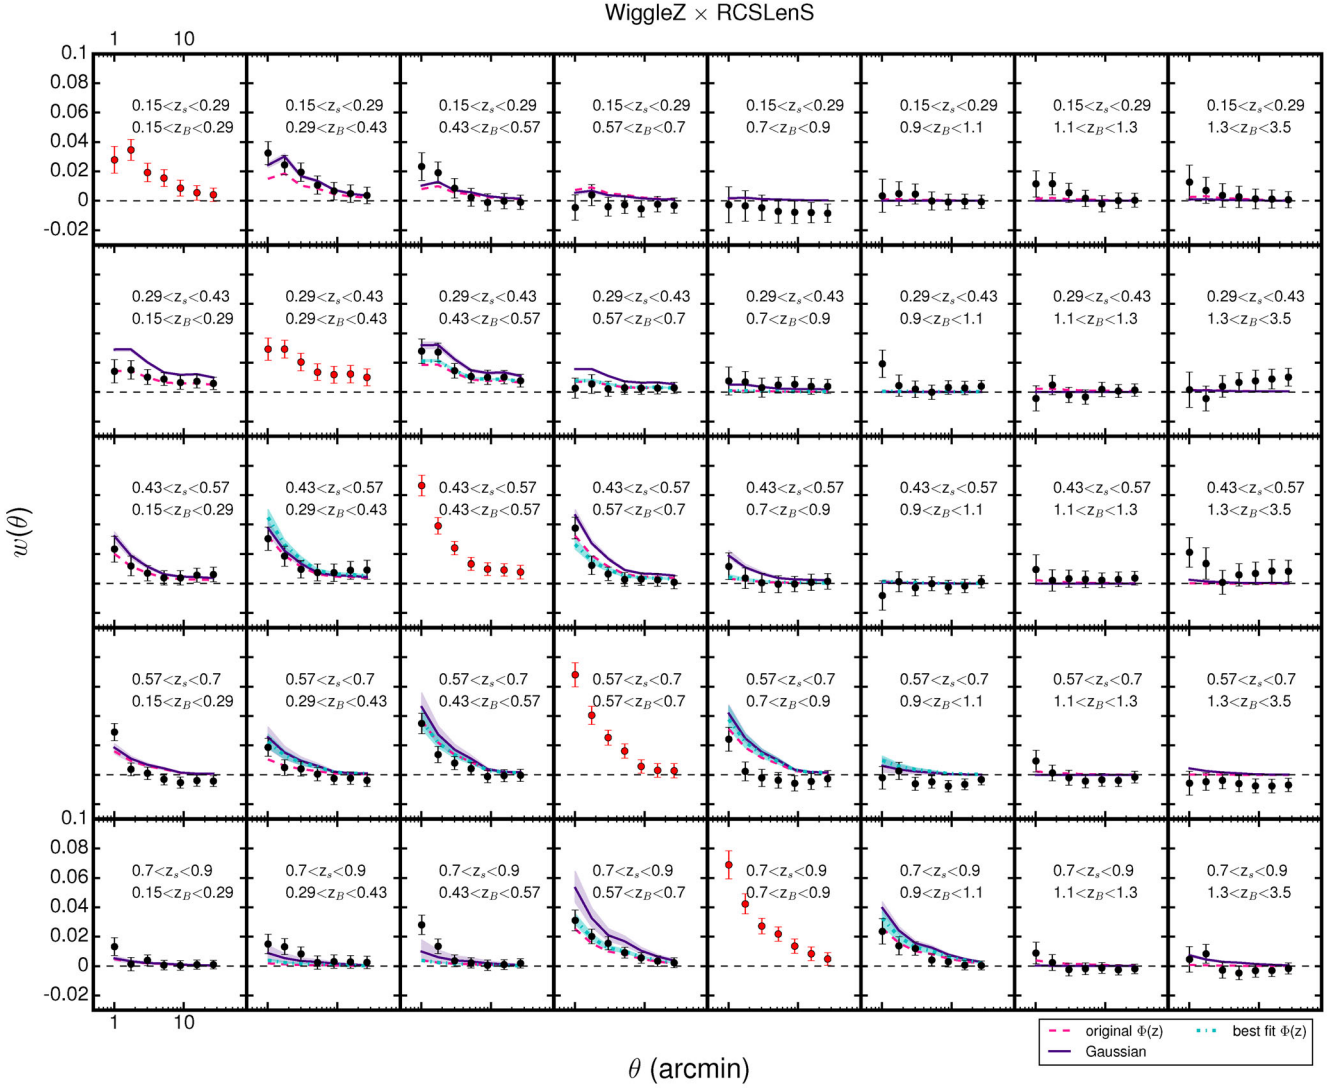 WiggleZ × RCSLenS
1 10
0.1
0.08
0.06
0.04
0.02
0
-0.02
0.15<z_s<0.29
0.15<z_B<0.29
0.15<z_s<0.29
0.29<z_B<0.43
0.15<z_s<0.29
0.43<z_B<0.57
0.15<z_s<0.29
0.57<z_B<0.7
0.15<z_s<0.29
0.7<z_B<0.9
0.15<z_s<0.29
0.9<z_B<1.1
0.15<z_s<0.29
1.1<z_B<1.3
0.15<z_s<0.29
1.3<z_B<3.5
0.29<z_s<0.43
0.15<z_B<0.29
0.29<z_s<0.43
0.29<z_B<0.43
0.29<z_s<0.43
0.43<z_B<0.57
0.29<z_s<0.43
0.57<z_B<0.7
0.29<z_s<0.43
0.7<z_B<0.9
0.29<z_s<0.43
0.9<z_B<1.1
0.29<z_s<0.43
1.1<z_B<1.3
0.29<z_s<0.43
1.3<z_B<3.5
w(θ)
0.43<z_s<0.57
0.15<z_B<0.29
0.43<z_s<0.57
0.29<z_B<0.43
0.43<z_s<0.57
0.43<z_B<0.57
0.43<z_s<0.57
0.57<z_B<0.7
0.43<z_s<0.57
0.7<z_B<0.9
0.43<z_s<0.57
0.9<z_B<1.1
0.43<z_s<0.57
1.1<z_B<1.3
0.43<z_s<0.57
1.3<z_B<3.5
0.57<z_s<0.7
0.15<z_B<0.29
0.57<z_s<0.7
0.29<z_B<0.43
0.57<z_s<0.7
0.43<z_B<0.57
0.57<z_s<0.7
0.57<z_B<0.7
0.57<z_s<0.7
0.7<z_B<0.9
0.57<z_s<0.7
0.9<z_B<1.1
0.57<z_s<0.7
1.1<z_B<1.3
0.57<z_s<0.7
1.3<z_B<3.5
0.1
0.08
0.06
0.04
0.02
0
-0.02
0.7<z_s<0.9
0.15<z_B<0.29
0.7<z_s<0.9
0.29<z_B<0.43
0.7<z_s<0.9
0.43<z_B<0.57
0.7<z_s<0.9
0.57<z_B<0.7
0.7<z_s<0.9
0.7<z_B<0.9
0.7<z_s<0.9
0.9<z_B<1.1
0.7<z_s<0.9
1.1<z_B<1.3
0.7<z_s<0.9
1.3<z_B<3.5
1 10
θ (arcmin)
original Φ(z)
best fit Φ(z)
Gaussian